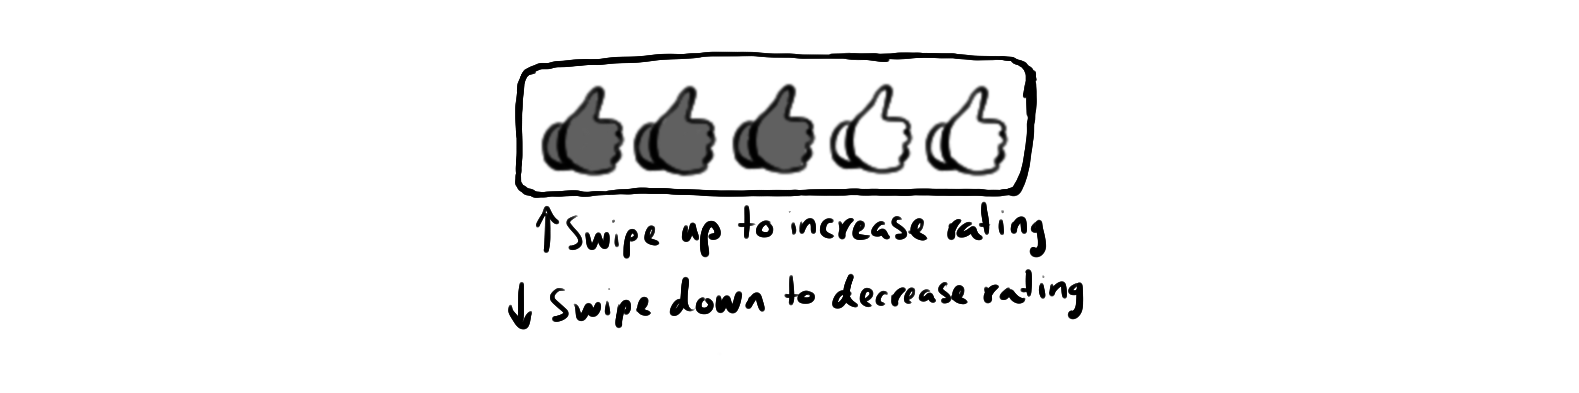 ↑ Swipe up to increase rating
↓ Swipe down to decrease rating